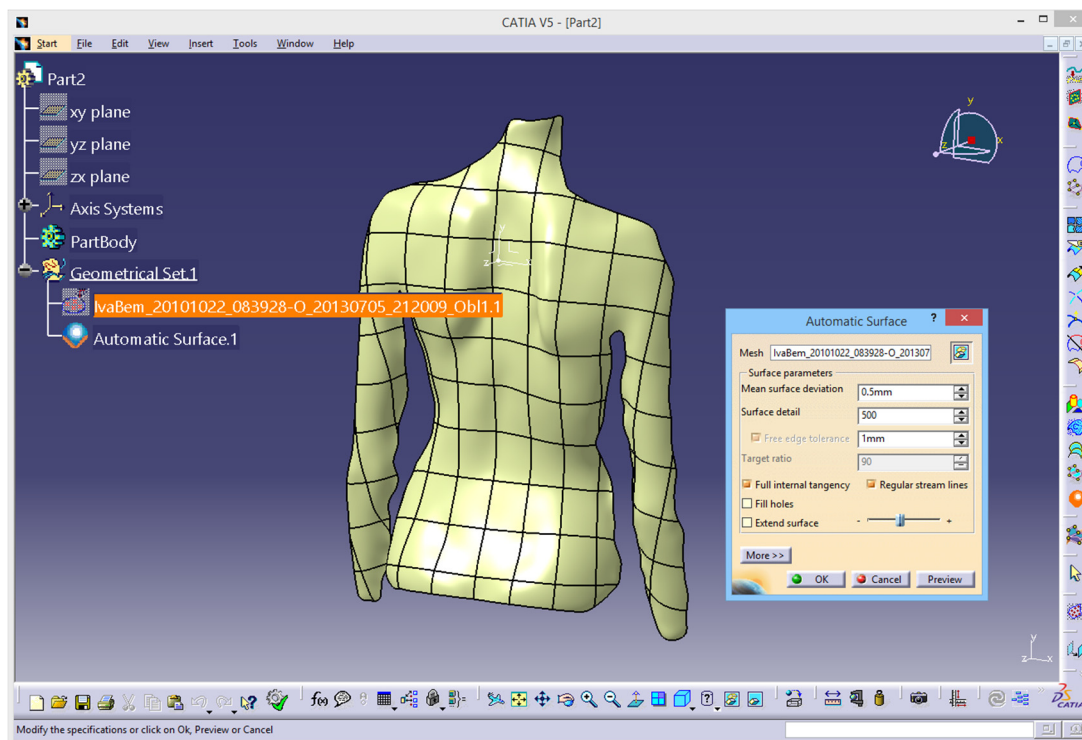 CATIA V5 - [Part2]
Start File Edit View Insert Tools Window Help
Part2
xy plane
yz plane
zx plane
Axis Systems
PartBody
Geometrical Set.1
IvaBem_20101022_083928-O_20130705_212009_Obl1.1
Automatic Surface.1
y
x
z
y
z
Automatic Surface ?
Mesh IvaBem_20101022_083928-O_201307
Surface parameters
Mean surface deviation 0.5mm
Surface detail 500
Free edge tolerance 1mm
Target ratio 90
Full internal tangency Regular stream lines
Fill holes
Extend surface - +
More >>
OK Cancel Preview
y
z x
f(x)
DS
CATIA
Modify the specifications or click on Ok, Preview or Cancel